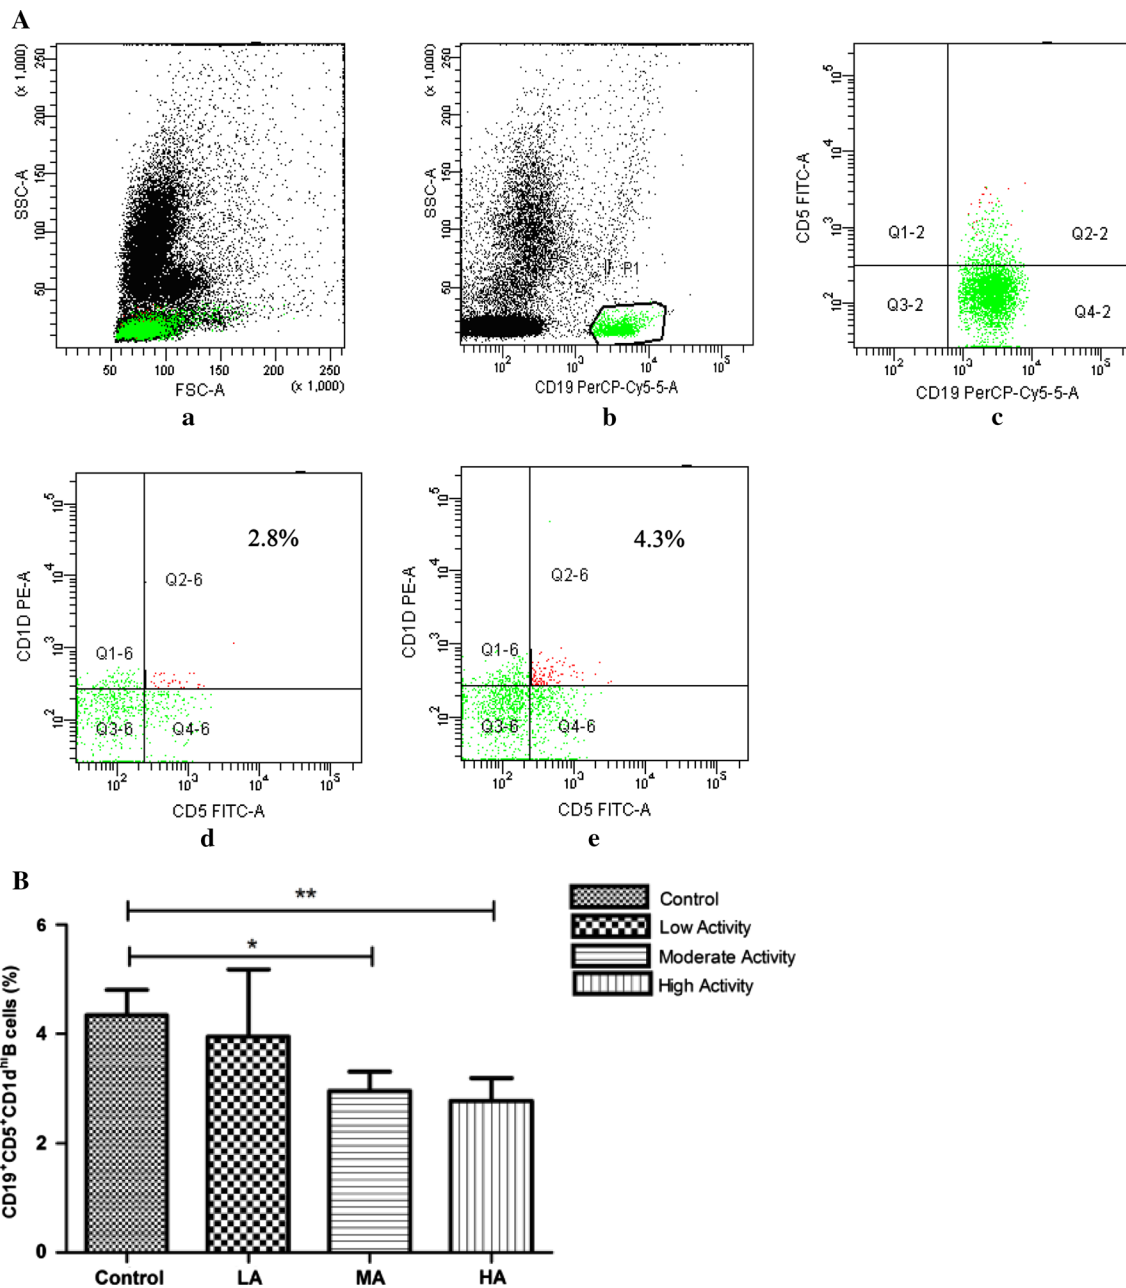 A
(x 1,000)
SSC-A
50 100 150 200 250
50 100 150 200 250
FSC-A (x 1,000)
a
(x 1,000)
SSC-A
50 100 150 200 250
P1
10² 10³ 10⁴ 10⁵
CD19 PerCP-Cy5-5-A
b
CD5 FITC-A
10² 10³ 10⁴ 10⁵
Q1-2 Q2-2
Q3-2 Q4-2
10² 10³ 10⁴ 10⁵
CD19 PerCP-Cy5-5-A
c
CD1D PE-A
10² 10³ 10⁴ 10⁵
2.8%
Q2-6
Q1-6
Q3-6 Q4-6
10² 10³ 10⁴ 10⁵
CD5 FITC-A
d
CD1D PE-A
10² 10³ 10⁴ 10⁵
4.3%
Q2-6
Q1-6
Q3-6 Q4-6
10² 10³ 10⁴ 10⁵
CD5 FITC-A
e
B
CD19⁺CD5⁺CD1dʰⁱB cells (%)
6
4
2
0
**
*
Control LA MA HA
Control
Low Activity
Moderate Activity
High Activity